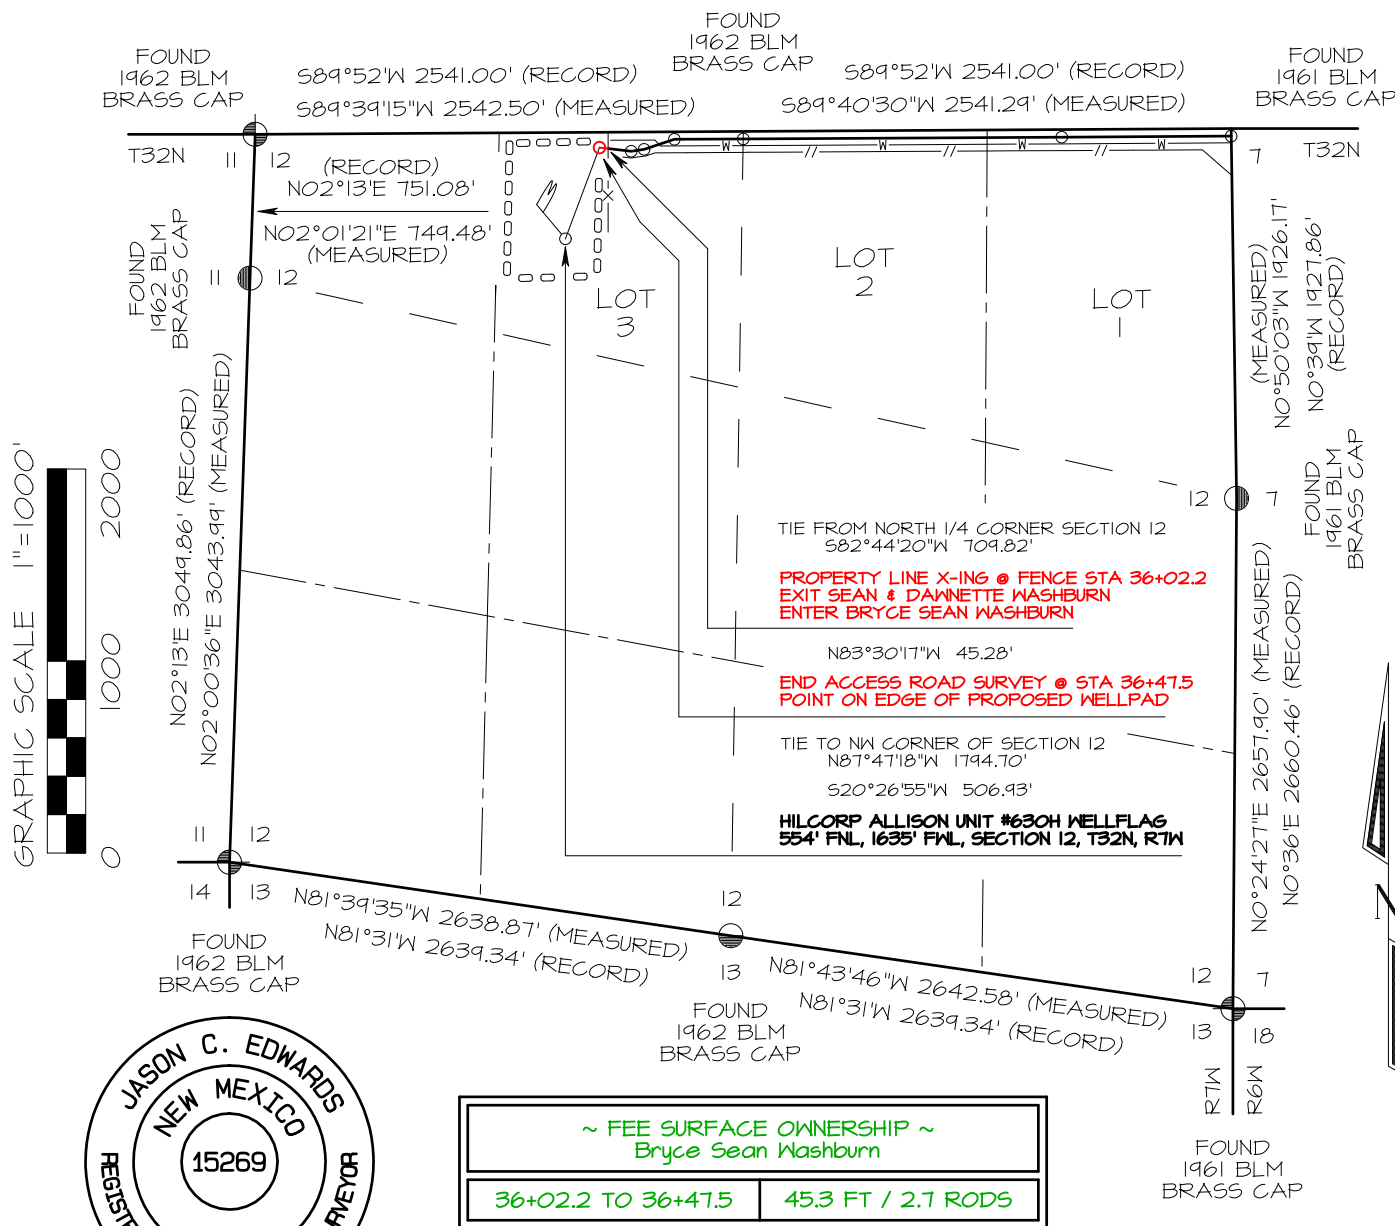 FOUND
1962 BLM
BRASS CAP
S89°52'W 2541.00' (RECORD)
S89°39'15"W 2542.50' (MEASURED)
FOUND
1962 BLM
BRASS CAP
S89°52'W 2541.00' (RECORD)
S89°40'30"W 2541.29' (MEASURED)
FOUND
1961 BLM
BRASS CAP
T32N
11 12
7
T32N
(RECORD)
N02°13'E 751.08'
N02°01'21"E 749.48'
(MEASURED)
X
W W W W
// // //
FOUND
1962 BLM
BRASS CAP
11 12
LOT
3
LOT
2
LOT
1
(MEASURED)
N0°50'03"W 1926.17'
N0°39'W 1927.86'
(RECORD)
12 7
FOUND
1961 BLM
BRASS CAP
GRAPHIC SCALE 1"=1000'
0 1000 2000
N02°13'E 3049.86' (RECORD)
N02°00'36"E 3043.99' (MEASURED)
TIE FROM NORTH 1/4 CORNER SECTION 12
S82°44'20"W 709.82'
PROPERTY LINE X-ING @ FENCE STA 36+02.2
EXIT SEAN & DAWNETTE WASHBURN
ENTER BRYCE SEAN WASHBURN
N83°30'17"W 45.28'
END ACCESS ROAD SURVEY @ STA 36+47.5
POINT ON EDGE OF PROPOSED WELLPAD
TIE TO NW CORNER OF SECTION 12
N87°47'18"W 1794.70'
S20°26'55"W 506.93'
HILCORP ALLISON UNIT #630H WELLFLAG
554' FNL, 1635' FWL, SECTION 12, T32N, R7W
N0°24'27"E 2657.90' (MEASURED)
N0°36'E 2660.46' (RECORD)
11 12
14 13
FOUND
1962 BLM
BRASS CAP
N81°39'35"W 2638.87' (MEASURED)
N81°31'W 2639.34' (RECORD)
12
13
FOUND
1962 BLM
BRASS CAP
N81°43'46"W 2642.58' (MEASURED)
N81°31'W 2639.34' (RECORD)
12 7
13 18
R7W
R6W
FOUND
1961 BLM
BRASS CAP
JASON C. EDWARDS
NEW MEXICO
15269
~ FEE SURFACE OWNERSHIP ~
Bryce Sean Washburn
36+02.2 TO 36+47.5
45.3 FT / 2.7 RODS